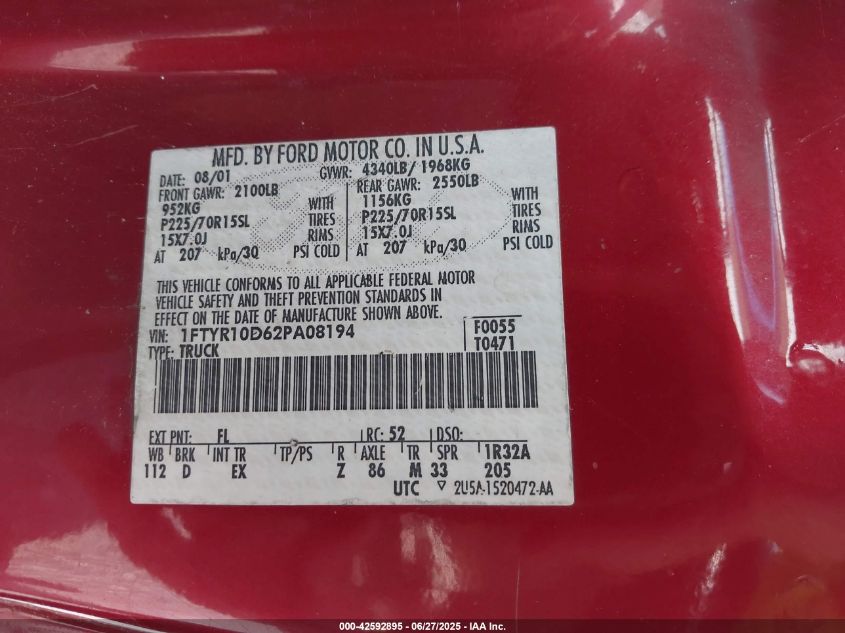 MFD. BY FORD MOTOR CO. IN U.S.A.
DATE: 08/01 GVWR: 4340LB/ 1968KG
FRONT GAWR: 2100LB REAR GAWR: 2550LB
952KG WITH 1156KG WITH
P225/70R15SL TIRES P225/70R15SL TIRES
15X7.0J RIMS 15X7.0J RIMS
AT 207 kPa/30 PSI COLD AT 207 kPa/30 PSI COLD
THIS VEHICLE CONFORMS TO ALL APPLICABLE FEDERAL MOTOR
VEHICLE SAFETY AND THEFT PREVENTION STANDARDS IN
EFFECT ON THE DATE OF MANUFACTURE SHOWN ABOVE.
VIN: 1FTYR10D62PA08194 F0055
TYPE: TRUCK T0471
EXT PNT: FL RC: 52 DSO:
WB BRK INT TR TP/PS R AXLE TR SPR 1R32A
112 D EX Z 86 M 33 205
UTC ▽ 2U5A-1520472-AA
000-42592895 - 06/27/2025 - IAA Inc.